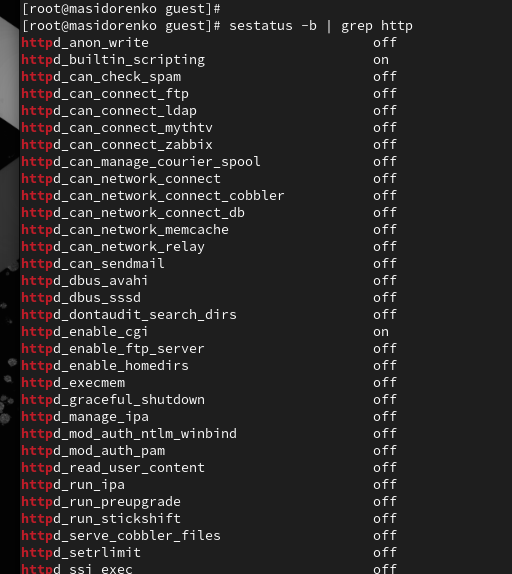 [root@masidorenko guest]#
[root@masidorenko guest]# sestatus -b | grep http
httpd_anon_write off
httpd_builtin_scripting on
httpd_can_check_spam off
httpd_can_connect_ftp off
httpd_can_connect_ldap off
httpd_can_connect_mythtv off
httpd_can_connect_zabbix off
httpd_can_manage_courier_spool off
httpd_can_network_connect off
httpd_can_network_connect_cobbler off
httpd_can_network_connect_db off
httpd_can_network_memcache off
httpd_can_network_relay off
httpd_can_sendmail off
httpd_dbus_avahi off
httpd_dbus_sssd off
httpd_dontaudit_search_dirs off
httpd_enable_cgi on
httpd_enable_ftp_server off
httpd_enable_homedirs off
httpd_execmem off
httpd_graceful_shutdown off
httpd_manage_ipa off
httpd_mod_auth_ntlm_winbind off
httpd_mod_auth_pam off
httpd_read_user_content off
httpd_run_ipa off
httpd_run_preupgrade off
httpd_run_stickshift off
httpd_serve_cobbler_files off
httpd_setrlimit off
httpd_ssi_exec off